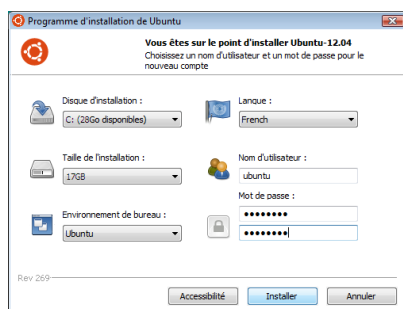 Programme d'installation de Ubuntu
Vous êtes sur le point d'installer Ubuntu-12.04
Choisissez un nom d'utilisateur et un mot de passe pour le
nouveau compte
Disque d'installation :
C: (28Go disponibles)
Langue :
French
Taille de l'installation :
17GB
Nom d'utilisateur :
ubuntu
Mot de passe :
●●●●●●●●
●●●●●●●●
Environnement de bureau :
Ubuntu
Rev 269
Accessibilité
Installer
Annuler